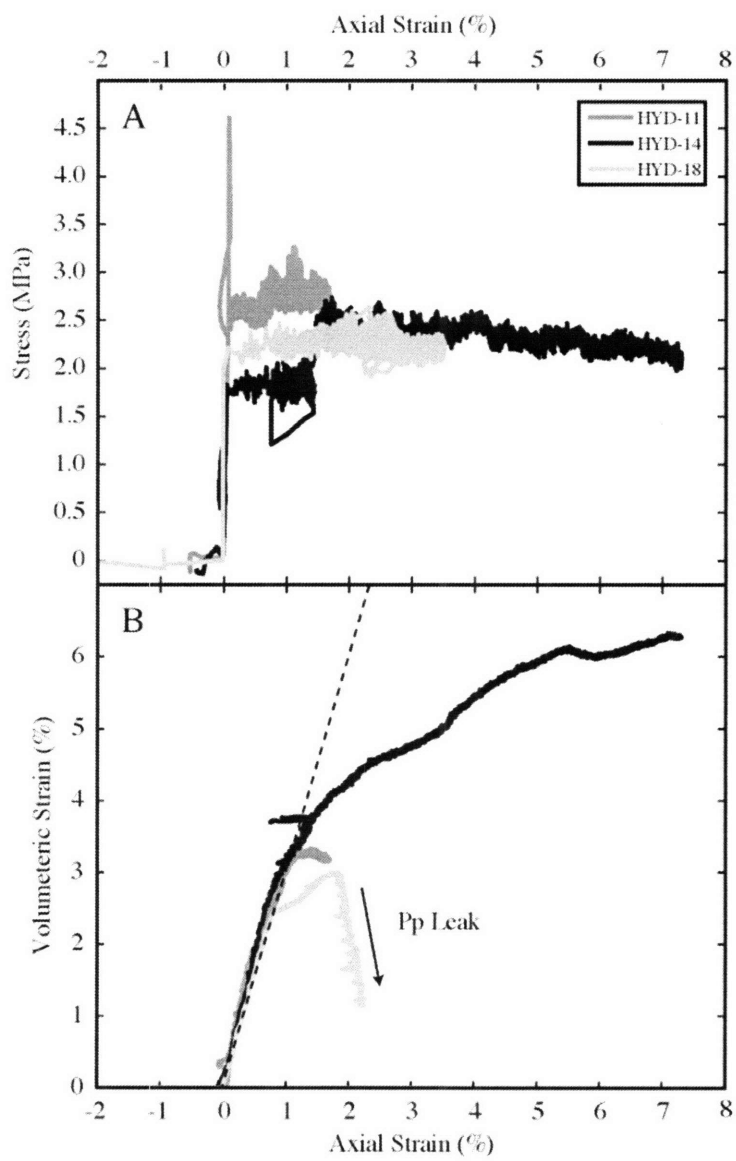 Axial Strain (%)
-2 -1 0 1 2 3 4 5 6 7 8
A
HYD-11
HYD-14
HYD-18
4.5
4.0
3.5
3.0
2.5
2.0
1.5
1.0
0.5
0
Stress (MPa)
B
6
5
4
3
2
1
0
Volumeteric Strain (%)
Pp Leak
-2 -1 0 1 2 3 4 5 6 7 8
Axial Strain (%)